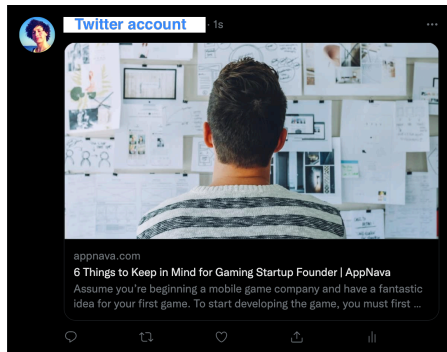 Twitter account · 1s
appnava.com
6 Things to Keep in Mind for Gaming Startup Founder | AppNava
Assume you're beginning a mobile game company and have a fantastic
idea for your first game. To start developing the game, you must first ...